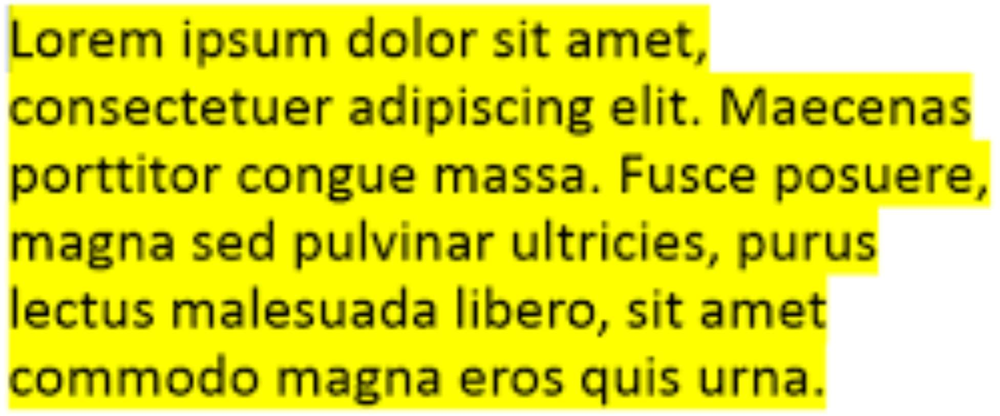 Lorem ipsum dolor sit amet,
consectetuer adipiscing elit. Maecenas
porttitor congue massa. Fusce posuere,
magna sed pulvinar ultricies, purus
lectus malesuada libero, sit amet
commodo magna eros quis urna.